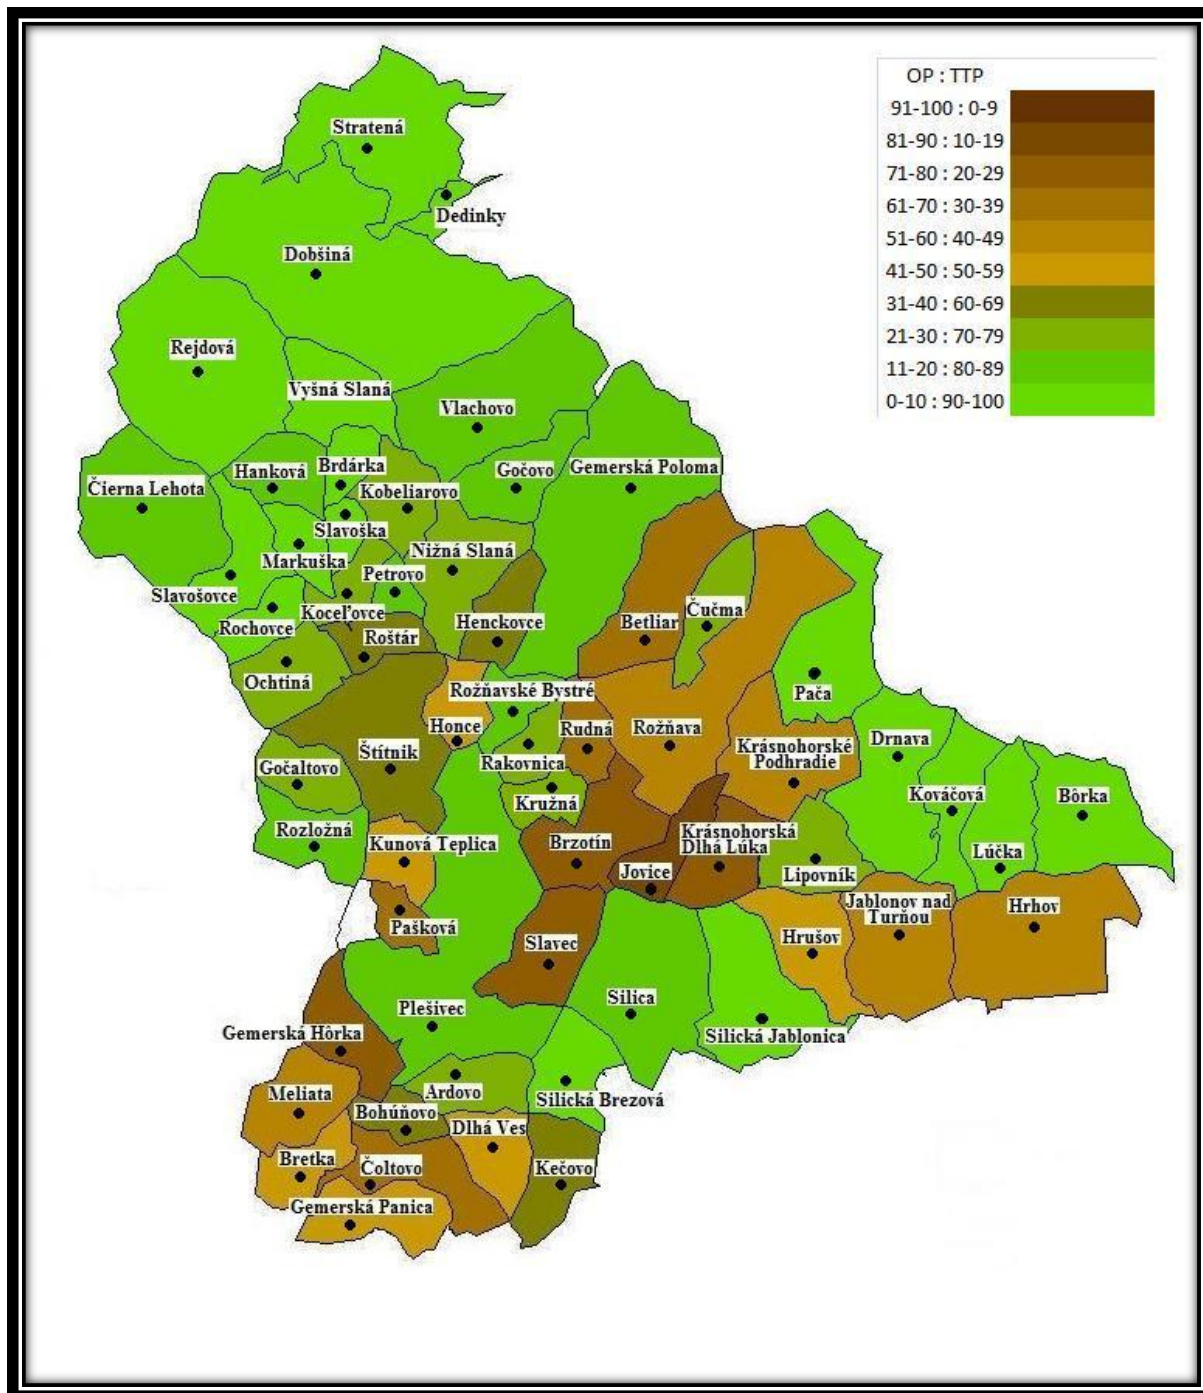 OP : TTP
91-100 : 0-9
81-90 : 10-19
71-80 : 20-29
61-70 : 30-39
51-60 : 40-49
41-50 : 50-59
31-40 : 60-69
21-30 : 70-79
11-20 : 80-89
0-10 : 90-100
Stratená
Dedinky
Dobšiná
Rejdová
Vyšná Slaná
Vlachovo
Brdárka
Hanková
Gočovo
Gemerská Poloma
Čierna Lehota
Kobeliarovo
Slavoška
Nižná Slaná
Markuška
Petrovo
Slavošovce
Koceľovce
Čučma
Rochovce
Roštár
Henckovce
Betliar
Ochtiná
Rožňavské Bystré
Pača
Honce
Rudná
Rožňava
Krásnohorské
Podhradie
Drnava
Štítnik
Gočaltovo
Rakovnica
Kružná
Kováčová
Bôrka
Rozložná
Kunová Teplica
Brzotín
Krásnohorská
Dlhá Lúka
Lúčka
Jovice
Lipovník
Jablonov nad
Turňou
Hrhov
Pašková
Slavec
Hrušov
Plešivec
Silica
Gemerská Hôrka
Silická Jablonica
Meliata
Ardovo
Silická Brezová
Bohúňovo
Dlhá Ves
Bretka
Čoltovo
Kečovo
Gemerská Panica